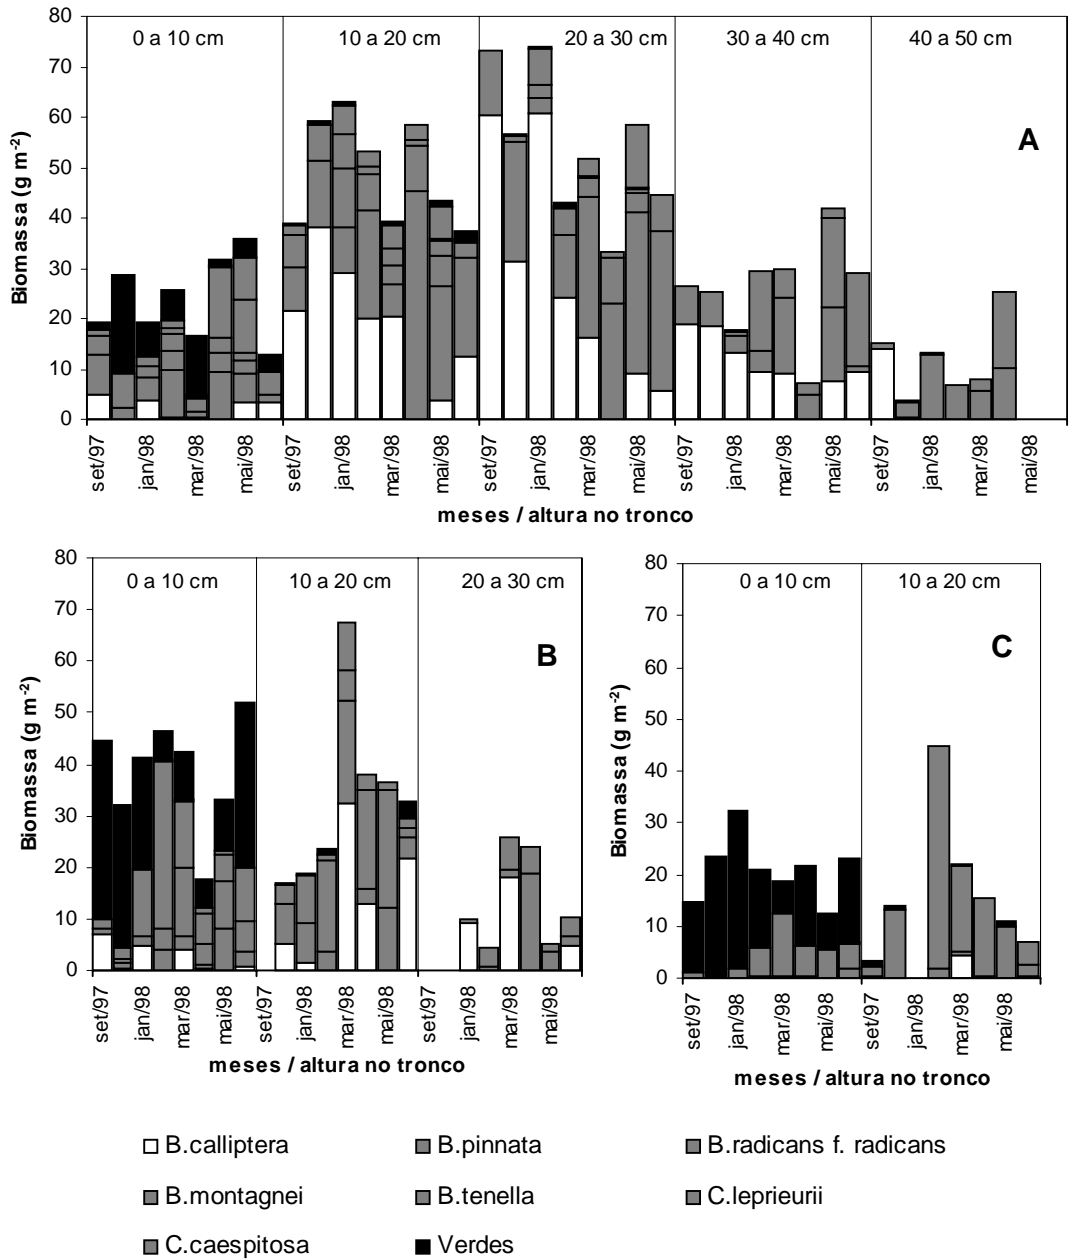 80
70
60
50
40
30
20
10
0
Biomassa (g m-2)
0 a 10 cm 10 a 20 cm 20 a 30 cm 30 a 40 cm 40 a 50 cm
A
set/97 jan/98 mar/98 mai/98 set/97 jan/98 mar/98 mai/98 set/97 jan/98 mar/98 mai/98 set/97 jan/98 mar/98 mai/98 set/97 jan/98 mar/98 mai/98
meses / altura no tronco
80
70
60
50
40
30
20
10
0
Biomassa (g m-2)
0 a 10 cm 10 a 20 cm 20 a 30 cm
B
set/97 jan/98 mar/98 mai/98 set/97 jan/98 mar/98 mai/98 set/97 jan/98 mar/98 mai/98
meses / altura no tronco
80
70
60
50
40
30
20
10
0
Biomassa (g m-2)
0 a 10 cm 10 a 20 cm
C
set/97 jan/98 mar/98 mai/98 set/97 jan/98 mar/98 mai/98
meses / altura no tronco
B.calliptera B.pinnata B.radicans f. radicans
B.montagnei B.tenella C.leprieurii
C.caespitosa Verdes